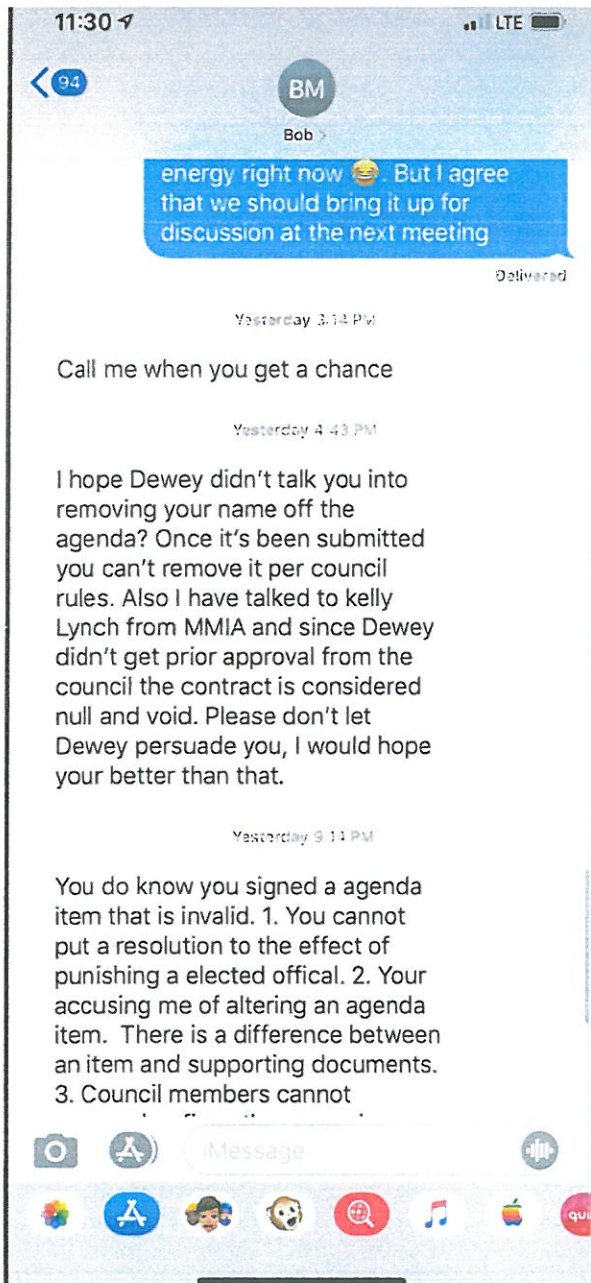 11:30
LTE
94
BM
Bob >
energy right now 😂. But I agree
that we should bring it up for
discussion at the next meeting
Delivered
Yesterday 3:14 PM
Call me when you get a chance
Yesterday 4:43 PM
I hope Dewey didn't talk you into
removing your name off the
agenda? Once it's been submitted
you can't remove it per council
rules. Also I have talked to kelly
Lynch from MMIA and since Dewey
didn't get prior approval from the
council the contract is considered
null and void. Please don't let
Dewey persuade you, I would hope
your better than that.
Yesterday 9:14 PM
You do know you signed a agenda
item that is invalid. 1. You cannot
put a resolution to the effect of
punishing a elected offical. 2. Your
accusing me of altering an agenda
item.  There is a difference between
an item and supporting documents.
3. Council members cannot
iMessage
qui